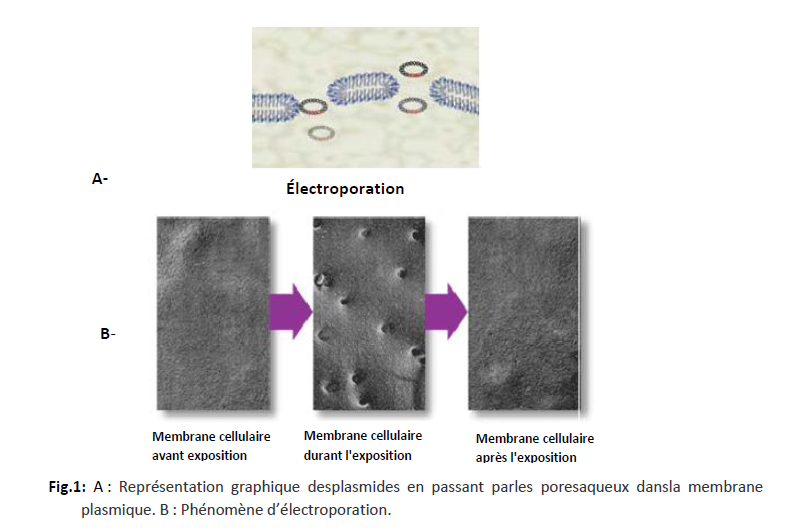 A-
Électroporation
B-
Membrane cellulaire
avant exposition
Membrane cellulaire
durant l'exposition
Membrane cellulaire
après l'exposition
Fig.1: A : Représentation graphique desplasmides en passant parles poresaqueux dansla membrane
plasmique. B : Phénomène d'électroporation.